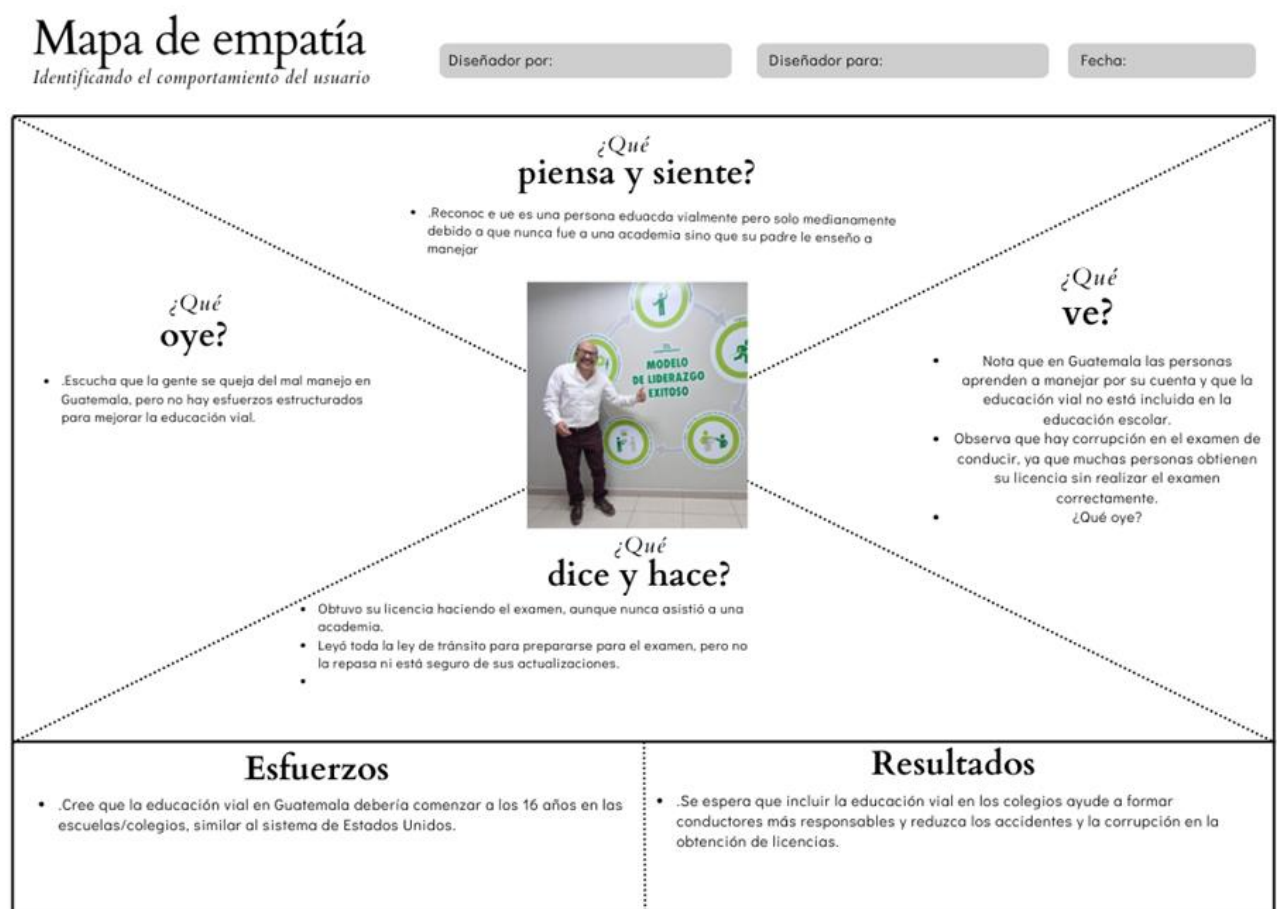 Mapa de empatía
Identificando el comportamiento del usuario
Diseñador por:
Diseñador para:
Fecha:
¿Qué
piensa y siente?
• .Reconoc e ue es una persona eduacda vialmente pero solo medianamente
debido a que nunca fue a una academia sino que su padre le enseño a
manejar
¿Qué
oye?
• .Escucha que la gente se queja del mal manejo en
Guatemala, pero no hay esfuerzos estructurados
para mejorar la educación vial.
MODELO
DE LIDERAZGO
EXITOSO
¿Qué
ve?
• Nota que en Guatemala las personas
aprenden a manejar por su cuenta y que la
educación vial no está incluida en la
educación escolar.
• Observa que hay corrupción en el examen de
conducir, ya que muchas personas obtienen
su licencia sin realizar el examen
correctamente.
• ¿Qué oye?
¿Qué
dice y hace?
• Obtuvo su licencia haciendo el examen, aunque nunca asistió a una
academia.
• Leyó toda la ley de tránsito para prepararse para el examen, pero no
la repasa ni está seguro de sus actualizaciones.
•
Esfuerzos
• .Cree que la educación vial en Guatemala debería comenzar a los 16 años en las
escuelas/colegios, similar al sistema de Estados Unidos.
Resultados
• .Se espera que incluir la educación vial en los colegios ayude a formar
conductores más responsables y reduzca los accidentes y la corrupción en la
obtención de licencias.